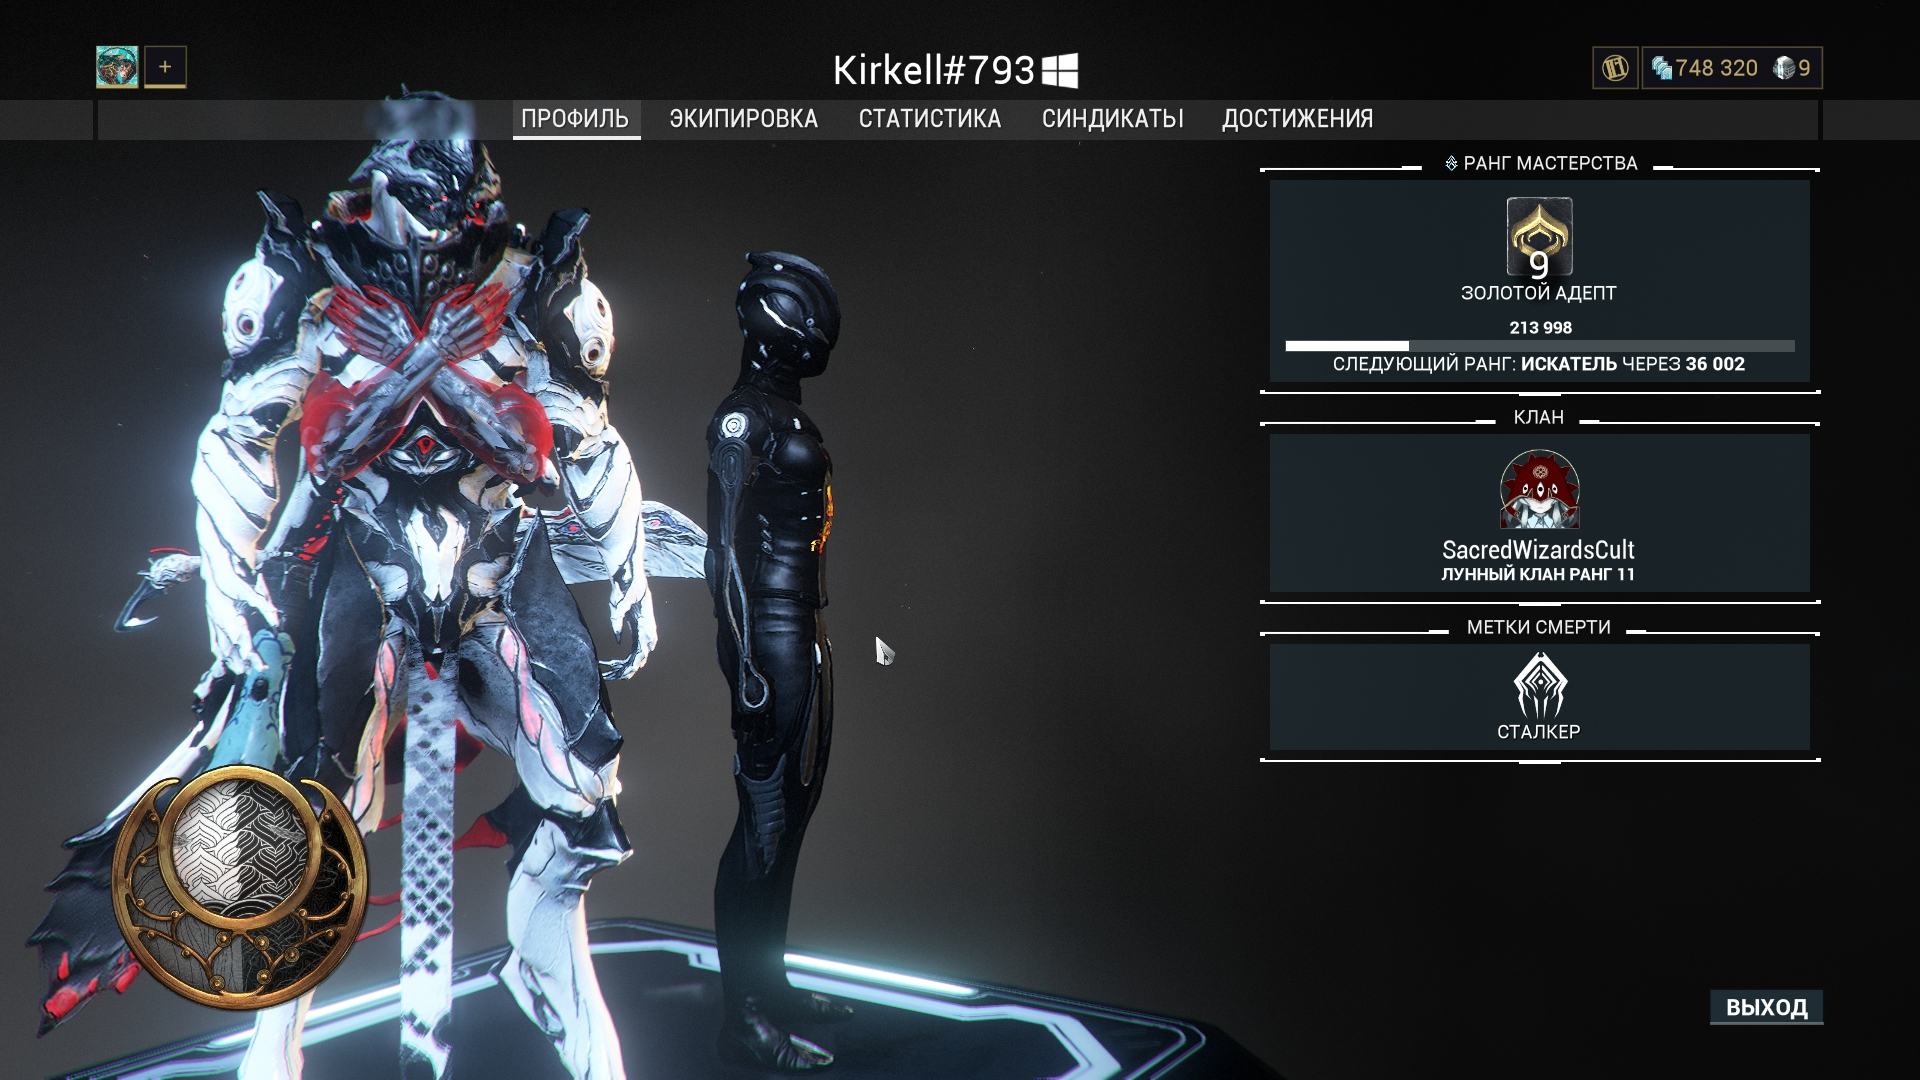 +
Kirkell#793
748 320
9
ПРОФИЛЬ
ЭКИПИРОВКА
СТАТИСТИКА
СИНДИКАТЫ
ДОСТИЖЕНИЯ
РАНГ МАСТЕРСТВА
9
ЗОЛОТОЙ АДЕПТ
213 998
СЛЕДУЮЩИЙ РАНГ: ИСКАТЕЛЬ ЧЕРЕЗ 36 002
КЛАН
SacredWizardsCult
ЛУННЫЙ КЛАН РАНГ 11
МЕТКИ СМЕРТИ
СТАЛКЕР
ВЫХОД